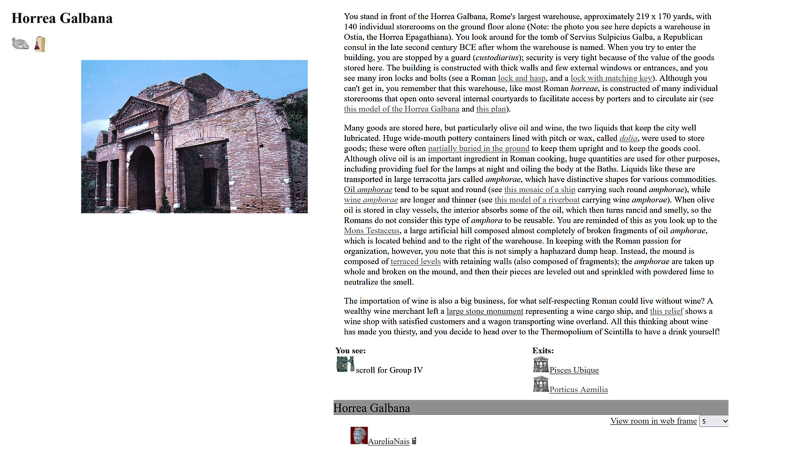 Horrea Galbana
You stand in front of the Horrea Galbana, Rome's largest warehouse, approximately 219 x 170 yards, with
140 individual storerooms on the ground floor alone (Note: the photo you see here depicts a warehouse in
Ostia, the Horrea Epagathiana). You look around for the tomb of Servius Sulpicius Galba, a Republican
consul in the late second century BCE after whom the warehouse is named. When you try to enter the
building, you are stopped by a guard (custodiarius); security is very tight because of the value of the goods
stored here. The building is constructed with thick walls and few external windows or entrances, and you
see many iron locks and bolts (see a Roman lock and hasp, and a lock with matching key). Although you
can't get in, you remember that this warehouse, like most Roman horreae, is constructed of many individual
storerooms that open onto several internal courtyards to facilitate access by porters and to circulate air (see
this model of the Horrea Galbana and this plan).
Many goods are stored here, but particularly olive oil and wine, the two liquids that keep the city well
lubricated. Huge wide-mouth pottery containers lined with pitch or wax, called dolia, were used to store
goods; these were often partially buried in the ground to keep them upright and to keep the goods cool.
Although olive oil is an important ingredient in Roman cooking, huge quantities are used for other purposes,
including providing fuel for the lamps at night and oiling the body at the Baths. Liquids like these are
transported in large terracotta jars called amphorae, which have distinctive shapes for various commodities.
Oil amphorae tend to be squat and round (see this mosaic of a ship carrying such round amphorae), while
wine amphorae are longer and thinner (see this model of a riverboat carrying wine amphorae). When olive
oil is stored in clay vessels, the interior absorbs some of the oil, which then turns rancid and smelly, so the
Romans do not consider this type of amphora to be reusable. You are reminded of this as you look up to the
Mons Testaceus, a large artificial hill composed almost completely of broken fragments of oil amphorae,
which is located behind and to the right of the warehouse. In keeping with the Roman passion for
organization, however, you note that this is not simply a haphazard dump heap. Instead, the mound is
composed of terraced levels with retaining walls (also composed of fragments); the amphorae are taken up
whole and broken on the mound, and then their pieces are leveled out and sprinkled with powdered lime to
neutralize the smell.
The importation of wine is also a big business, for what self-respecting Roman could live without wine? A
wealthy wine merchant left a large stone monument representing a wine cargo ship, and this relief shows a
wine shop with satisfied customers and a wagon transporting wine overland. All this thinking about wine
has made you thirsty, and you decide to head over to the Thermopolium of Scintilla to have a drink yourself!
You see:
scroll for Group IV
Exits:
Pisces Ubique
Porticus Aemilia
Horrea Galbana
View room in web frame 5
AureliaNais